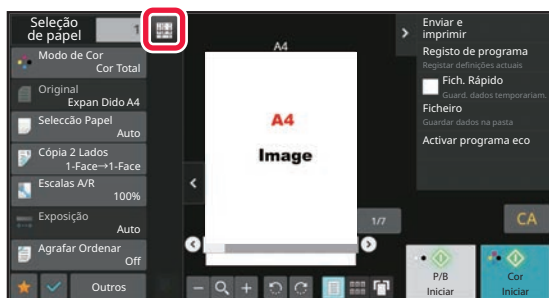 Seleção
de papel
1
Modo de Cor
Cor Total
Original
Expan Dido A4
Seleccão Papel
Auto
Cópia 2 Lados
1-Face→1-Face
Escalas A/R
100%
Exposição
Auto
Agrafar Ordenar
Off
Outros
A4
A4
Image
1/7
Enviar e
imprimir
Registo de programa
Registar definições actuais
Fich. Rápido
Guard. dados temporariam.
Ficheiro
Guardar dados na pasta
Activar programa eco
CA
P/B
Iniciar
Cor
Iniciar